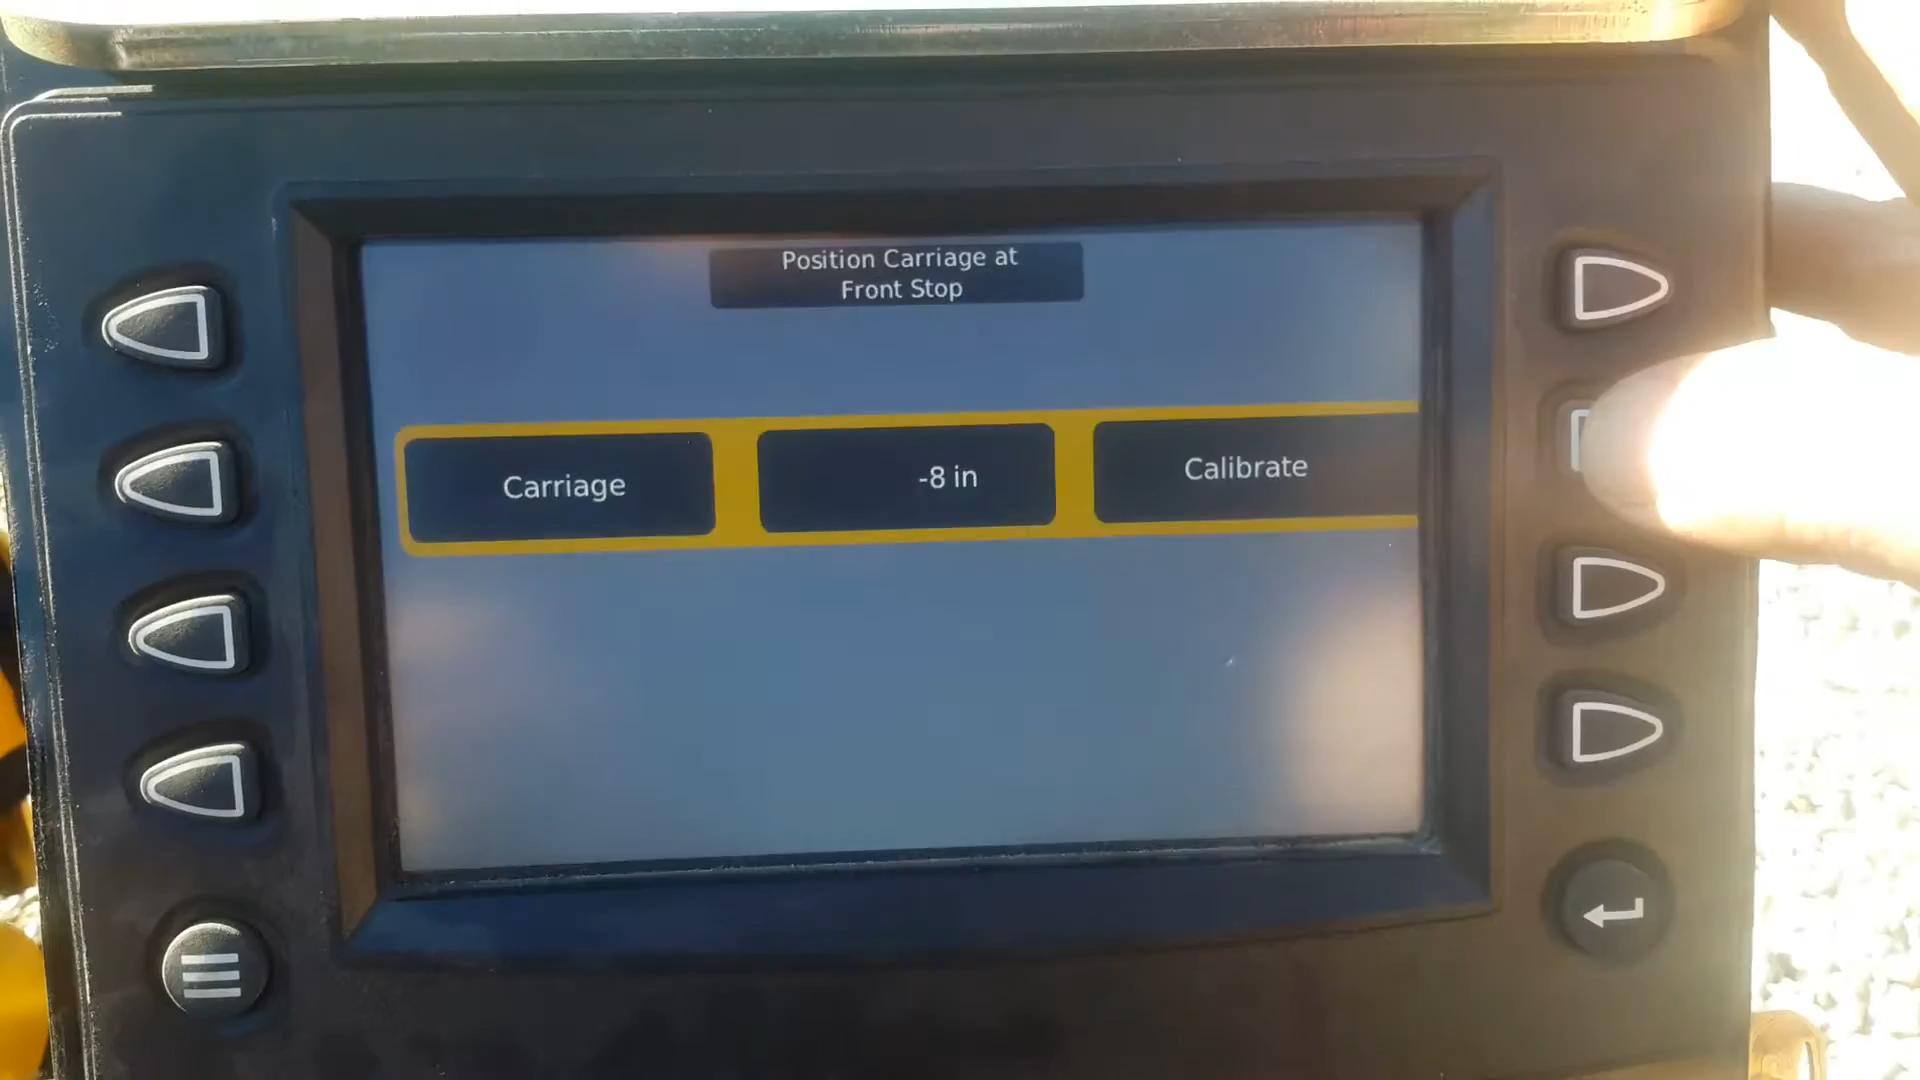 Position Carriage at
Front Stop
Carriage
-8 in
Calibrate